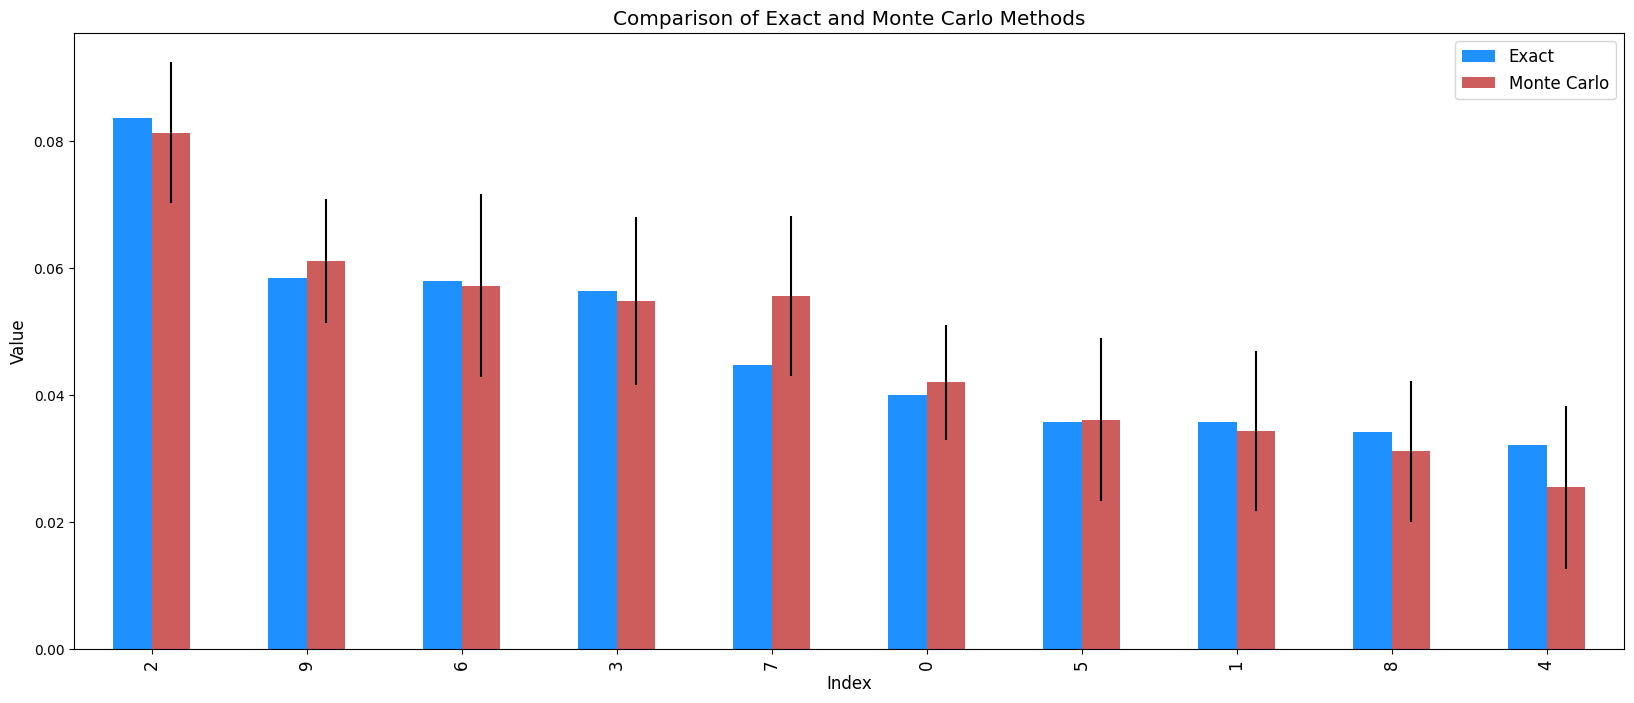 Comparison of Exact and Monte Carlo Methods
Exact
Monte Carlo
Value
0.08
0.06
0.04
0.02
0.00
2 9 6 3 7 0 5 1 8 4
Index